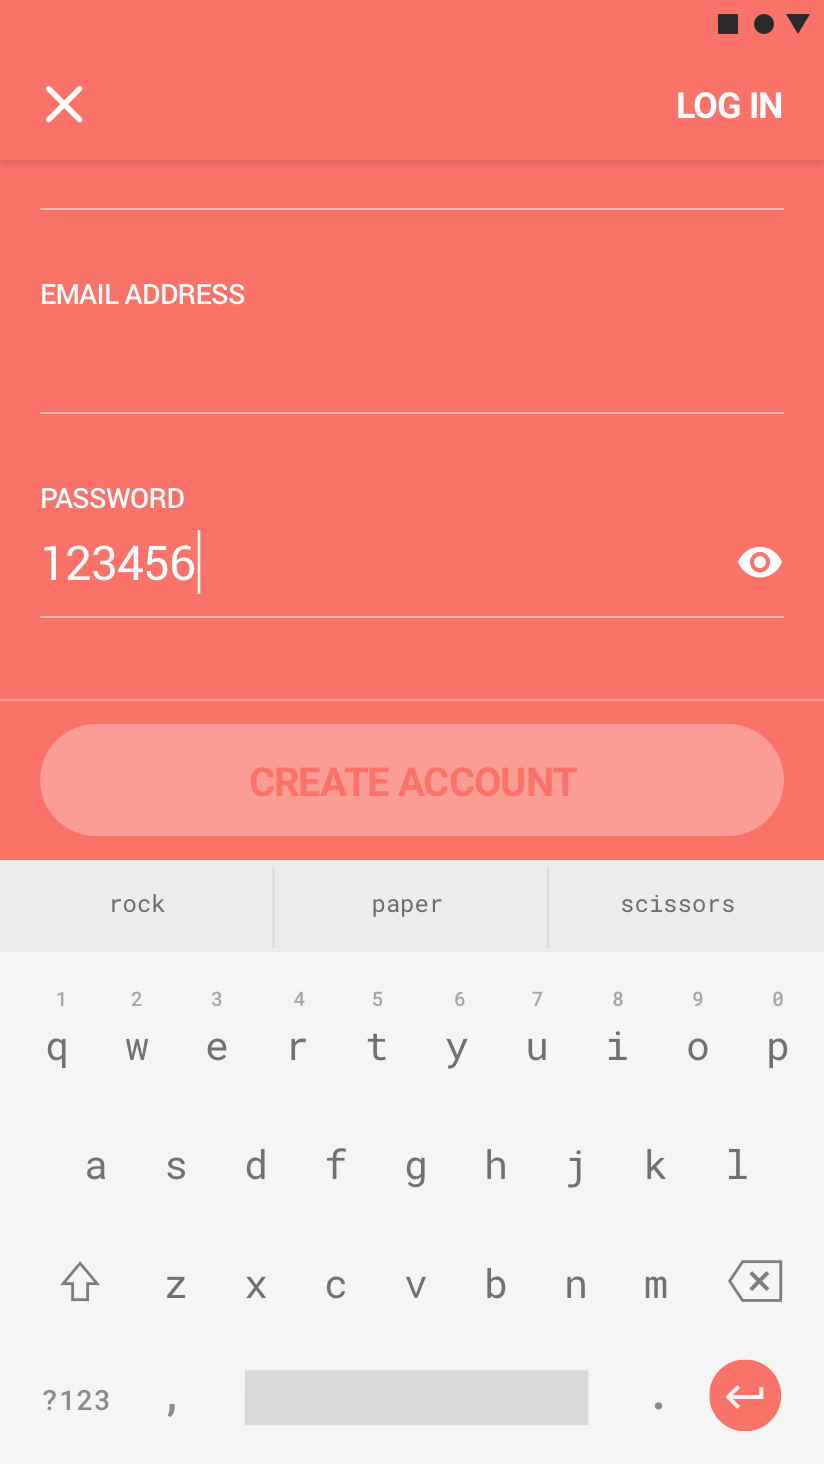 LOG IN
EMAIL ADDRESS
PASSWORD
123456
CREATE ACCOUNT
rock paper scissors
1 2 3 4 5 6 7 8 9 0
q w e r t y u i o p
a s d f g h j k l
z x c v b n m
?123 , .